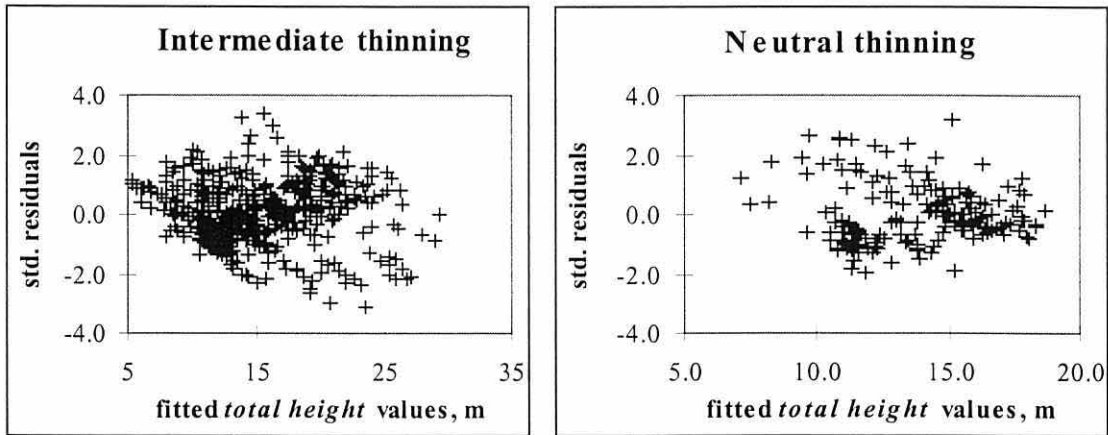 Intermediate thinning
4.0
2.0
0.0
-2.0
-4.0
std. residuals
5 15 25 35
fitted total height values, m
Neutral thinning
4.0
2.0
0.0
-2.0
-4.0
std. residuals
5.0 10.0 15.0 20.0
fitted total height values, m